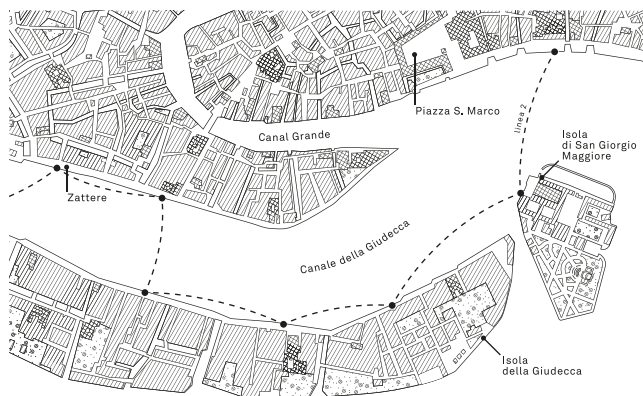 Piazza S. Marco
Canal Grande
linea 2
Isola
di San Giorgio
Maggiore
Zattere
Canale della Giudecca
Isola
della Giudecca